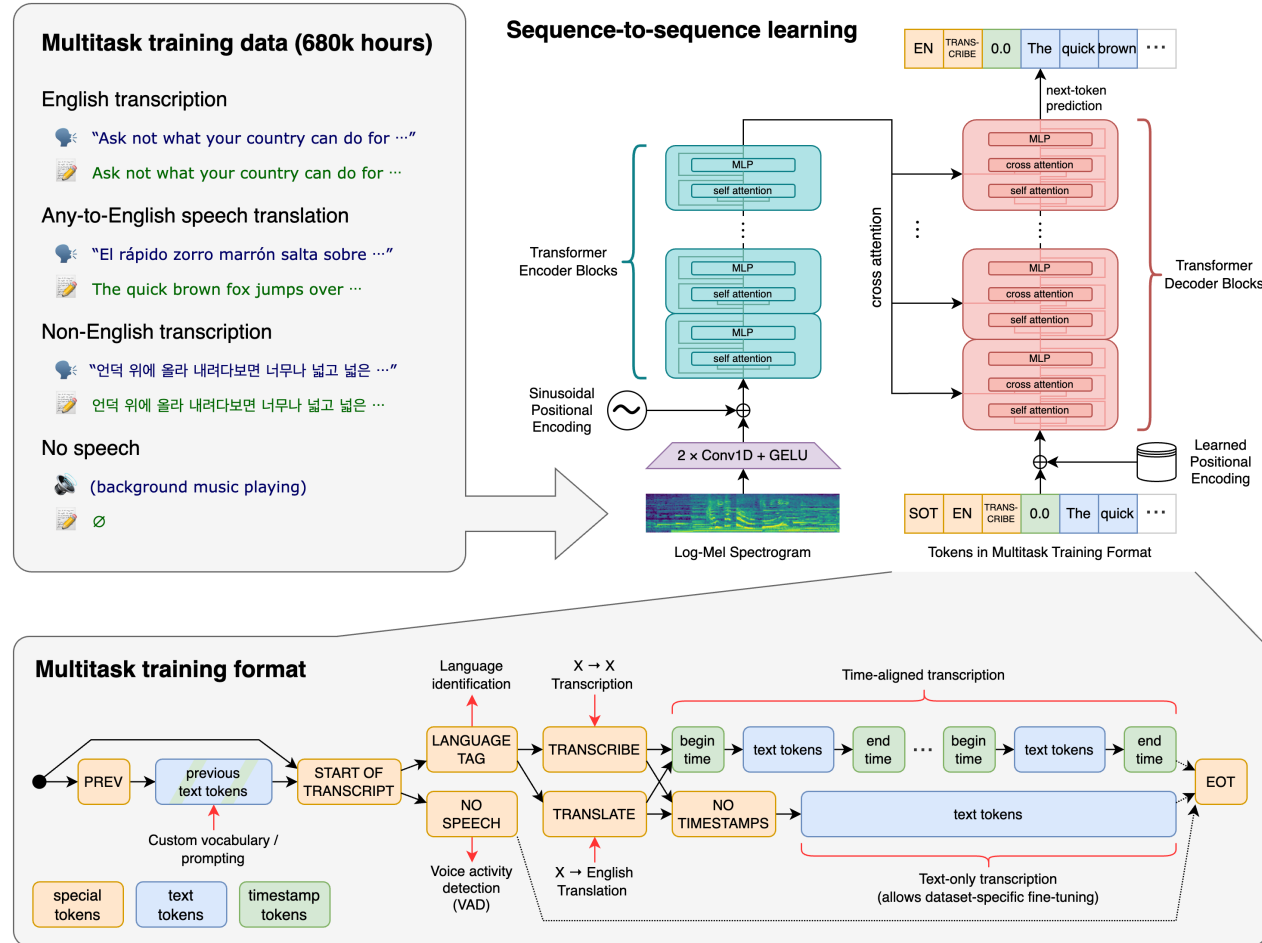 Multitask training data (680k hours)
English transcription
“Ask not what your country can do for ⋯”
Ask not what your country can do for ⋯
Any-to-English speech translation
“El rápido zorro marrón salta sobre ⋯”
The quick brown fox jumps over ⋯
Non-English transcription
“언덕 위에 올라 내려다보면 너무나 넓고 넓은 ⋯”
언덕 위에 올라 내려다보면 너무나 넓고 넓은 ⋯
No speech
(background music playing)
∅
Sequence-to-sequence learning
EN
TRANS-
CRIBE
0.0
The
quick
brown
⋯
next-token
prediction
MLP
self attention
⋮
MLP
self attention
MLP
self attention
Transformer
Encoder Blocks
Sinusoidal
Positional
Encoding
2 × Conv1D + GELU
Log-Mel Spectrogram
cross attention
⋮
MLP
cross attention
self attention
⋮
MLP
cross attention
self attention
MLP
cross attention
self attention
Transformer
Decoder Blocks
Learned
Positional
Encoding
SOT
EN
TRANS-
CRIBE
0.0
The
quick
⋯
Tokens in Multitask Training Format
Multitask training format
PREV
previous
text tokens
Custom vocabulary /
prompting
START OF
TRANSCRIPT
Language
identification
LANGUAGE
TAG
NO
SPEECH
Voice activity
detection
(VAD)
X → X
Transcription
TRANSCRIBE
TRANSLATE
X → English
Translation
Time-aligned transcription
begin
time
text tokens
end
time
⋯
begin
time
text tokens
end
time
NO
TIMESTAMPS
text tokens
Text-only transcription
(allows dataset-specific fine-tuning)
EOT
special
tokens
text
tokens
timestamp
tokens